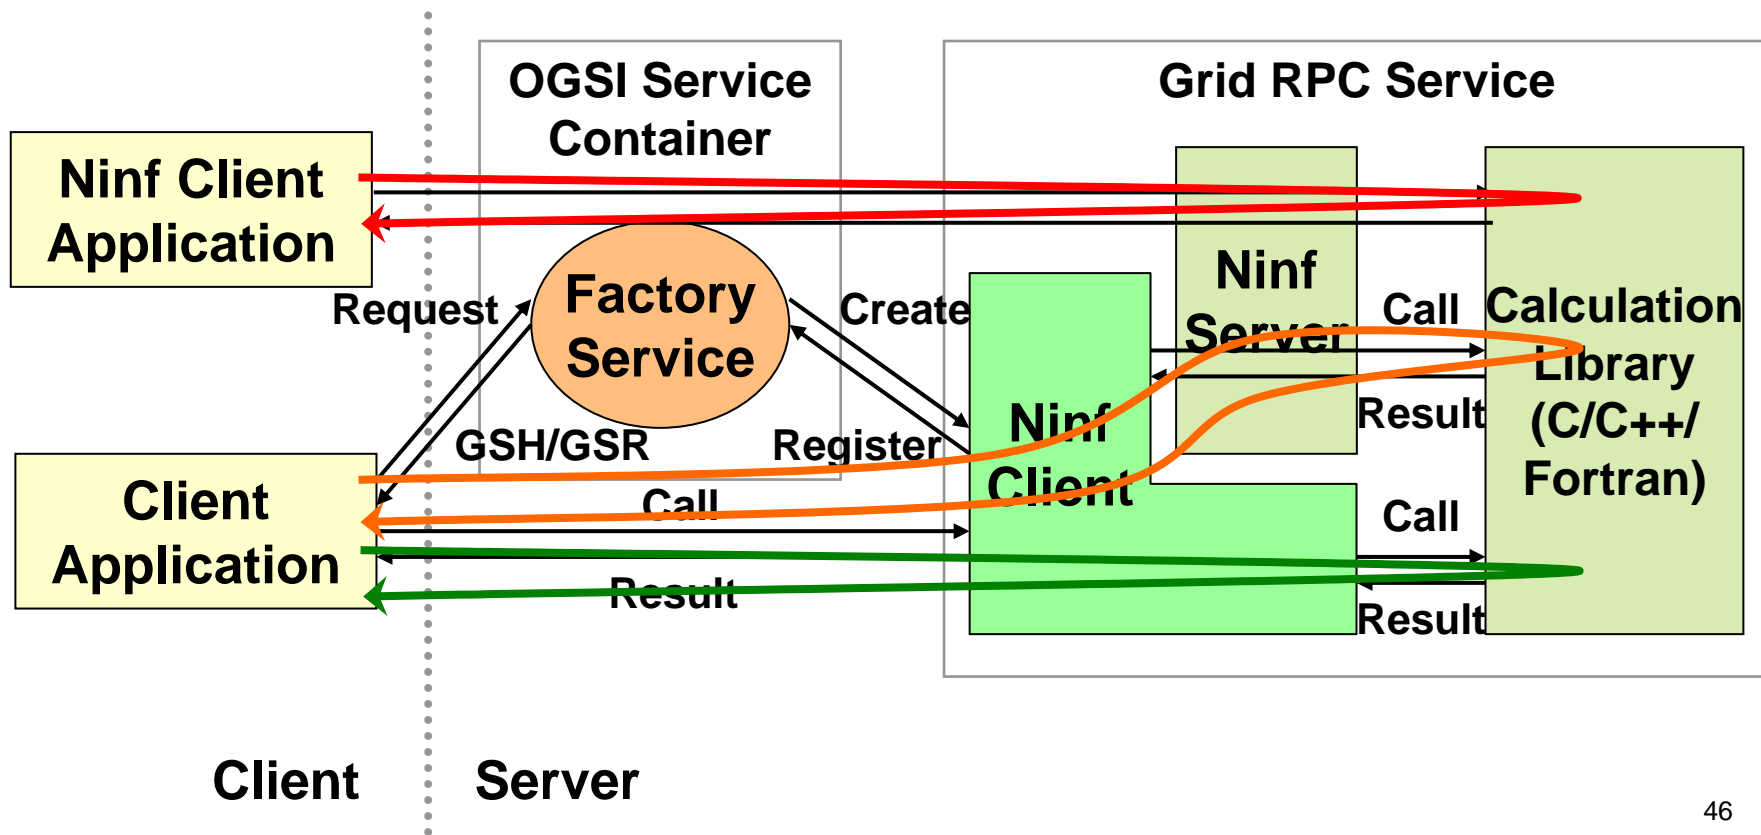 OGSI Service
Container
Grid RPC Service
Ninf Client
Application
Ninf
Server
Factory
Service
Request
Create
Call
Calculation
Library
(C/C++/
Fortran)
Result
GSH/GSR
Register
Ninf
Client
Client
Application
Call
Call
Result
Result
Client
Server
46